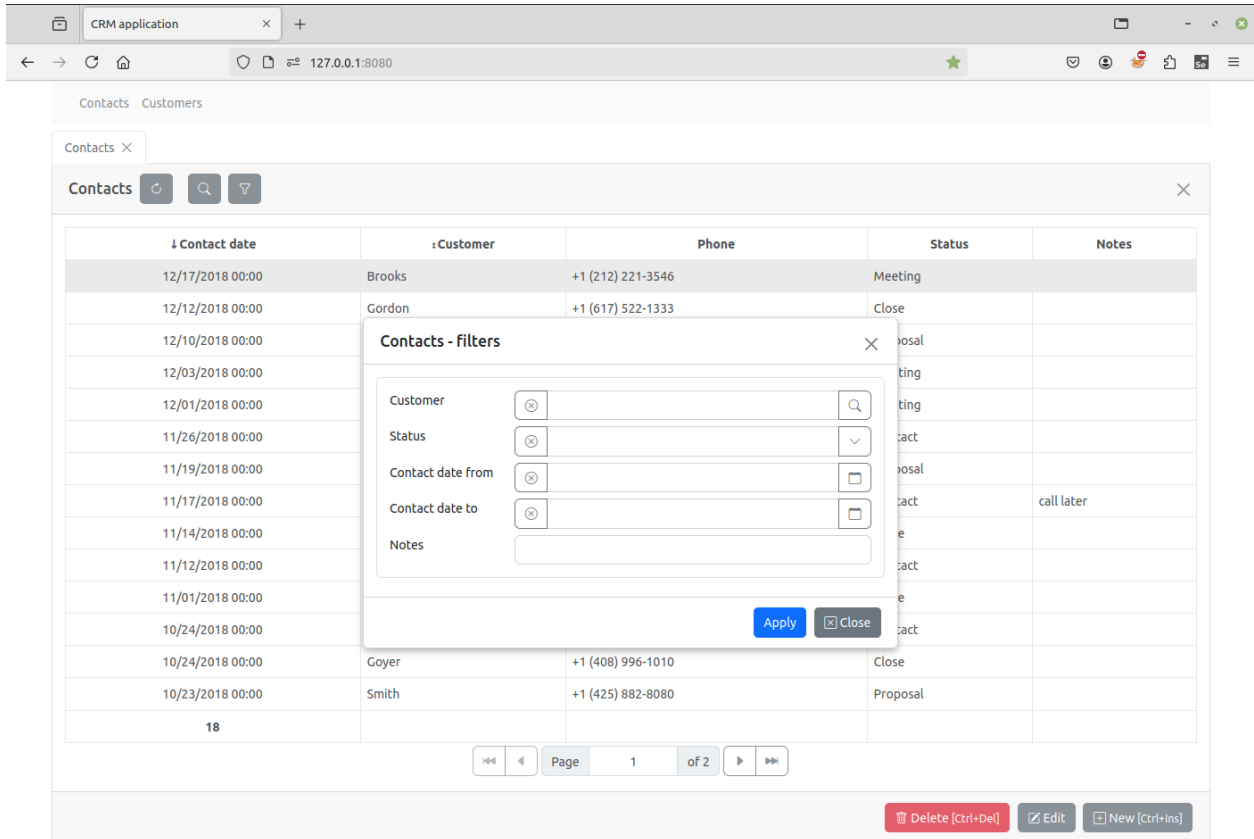 CRM application
127.0.0.1:8080
Se
Contacts Customers
Contacts
Contacts
↓Contact date ↕Customer Phone Status Notes
12/17/2018 00:00 Brooks +1 (212) 221-3546 Meeting
12/12/2018 00:00 Gordon +1 (617) 522-1333 Close
12/10/2018 00:00
12/03/2018 00:00
12/01/2018 00:00
11/26/2018 00:00
11/19/2018 00:00
11/17/2018 00:00 call later
11/14/2018 00:00
11/12/2018 00:00
11/01/2018 00:00
10/24/2018 00:00
10/24/2018 00:00 Goyer +1 (408) 996-1010 Close
10/23/2018 00:00 Smith +1 (425) 882-8080 Proposal
18
Contacts - filters
Customer
Status
Contact date from
Contact date to
Notes
Apply Close
Page 1 of 2
Delete [Ctrl+Del] Edit New [Ctrl+Ins]